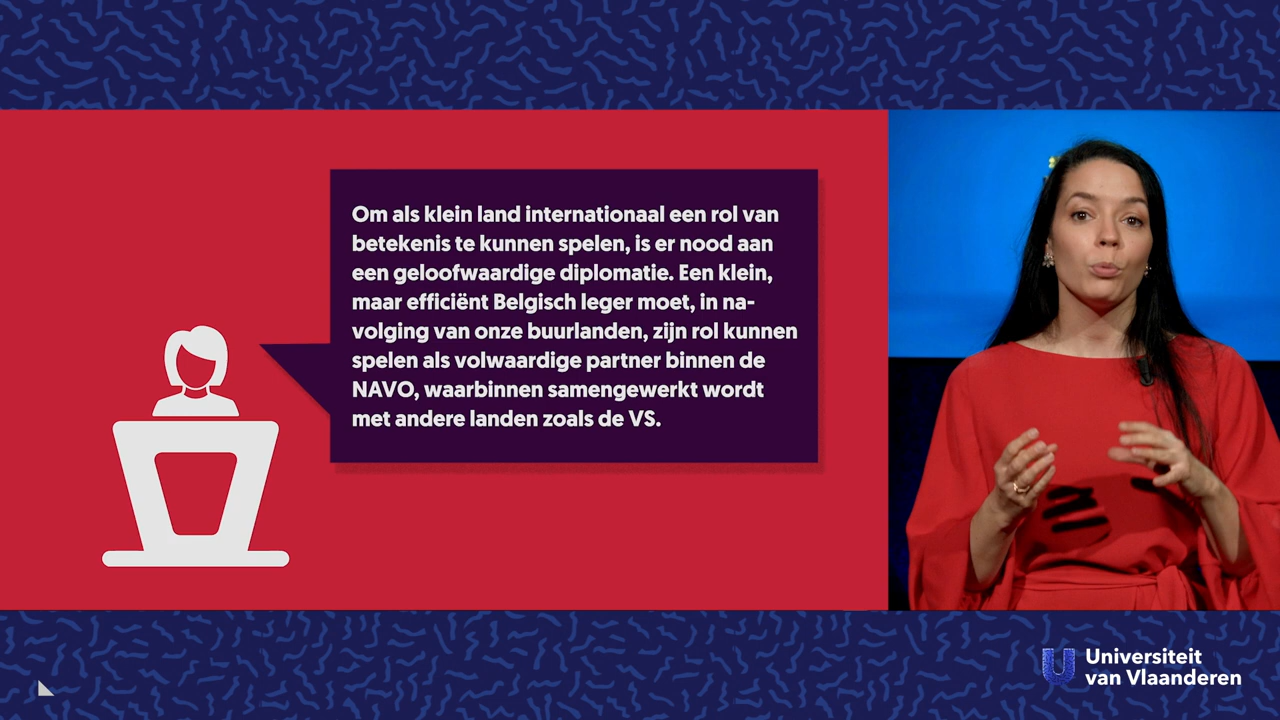 Om als klein land internationaal een rol van
betekenis te kunnen spelen, is er nood aan
een geloofwaardige diplomatie. Een klein,
maar efficiënt Belgisch leger moet, in na-
volging van onze buurlanden, zijn rol kunnen
spelen als volwaardige partner binnen de
NAVO, waarbinnen samengewerkt wordt
met andere landen zoals de VS.
Universiteit
van Vlaanderen